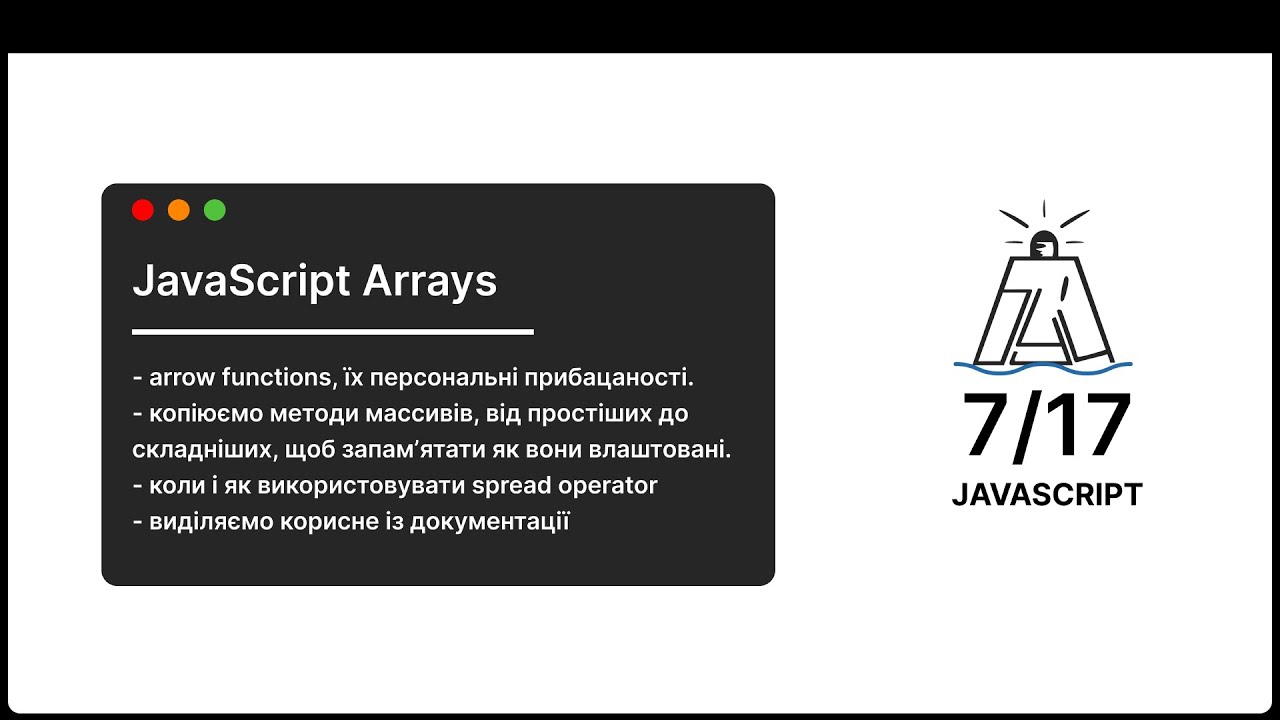 JavaScript Arrays
- arrow functions, їх персональні прибацаності.
- копіюємо методи массивів, від простіших до
складніших, щоб запам’ятати як вони влаштовані.
- коли і як використовувати spread operator
- виділяємо корисне із документації
7/17
JAVASCRIPT